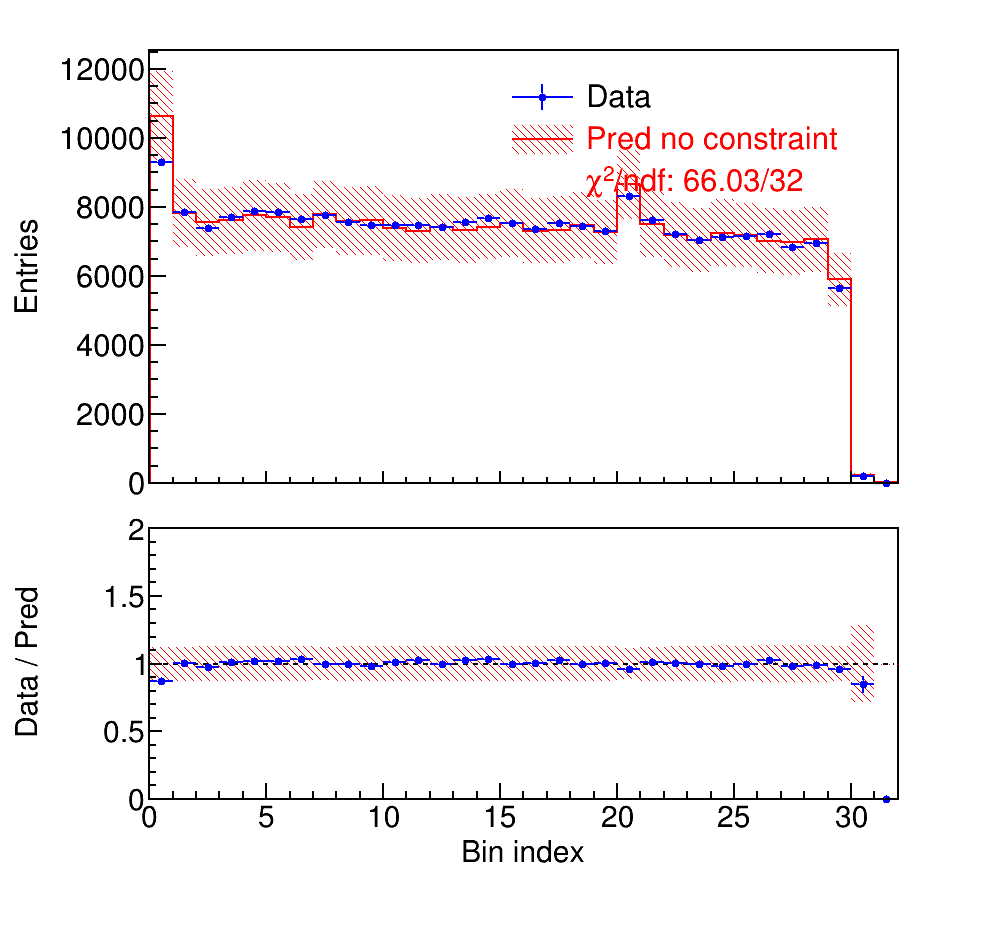 12000
10000
8000
6000
4000
2000
0
Entries
Data
Pred no constraint
χ²/ndf: 66.03/32
2
1.5
1
0.5
0
Data / Pred
0 5 10 15 20 25 30
Bin index